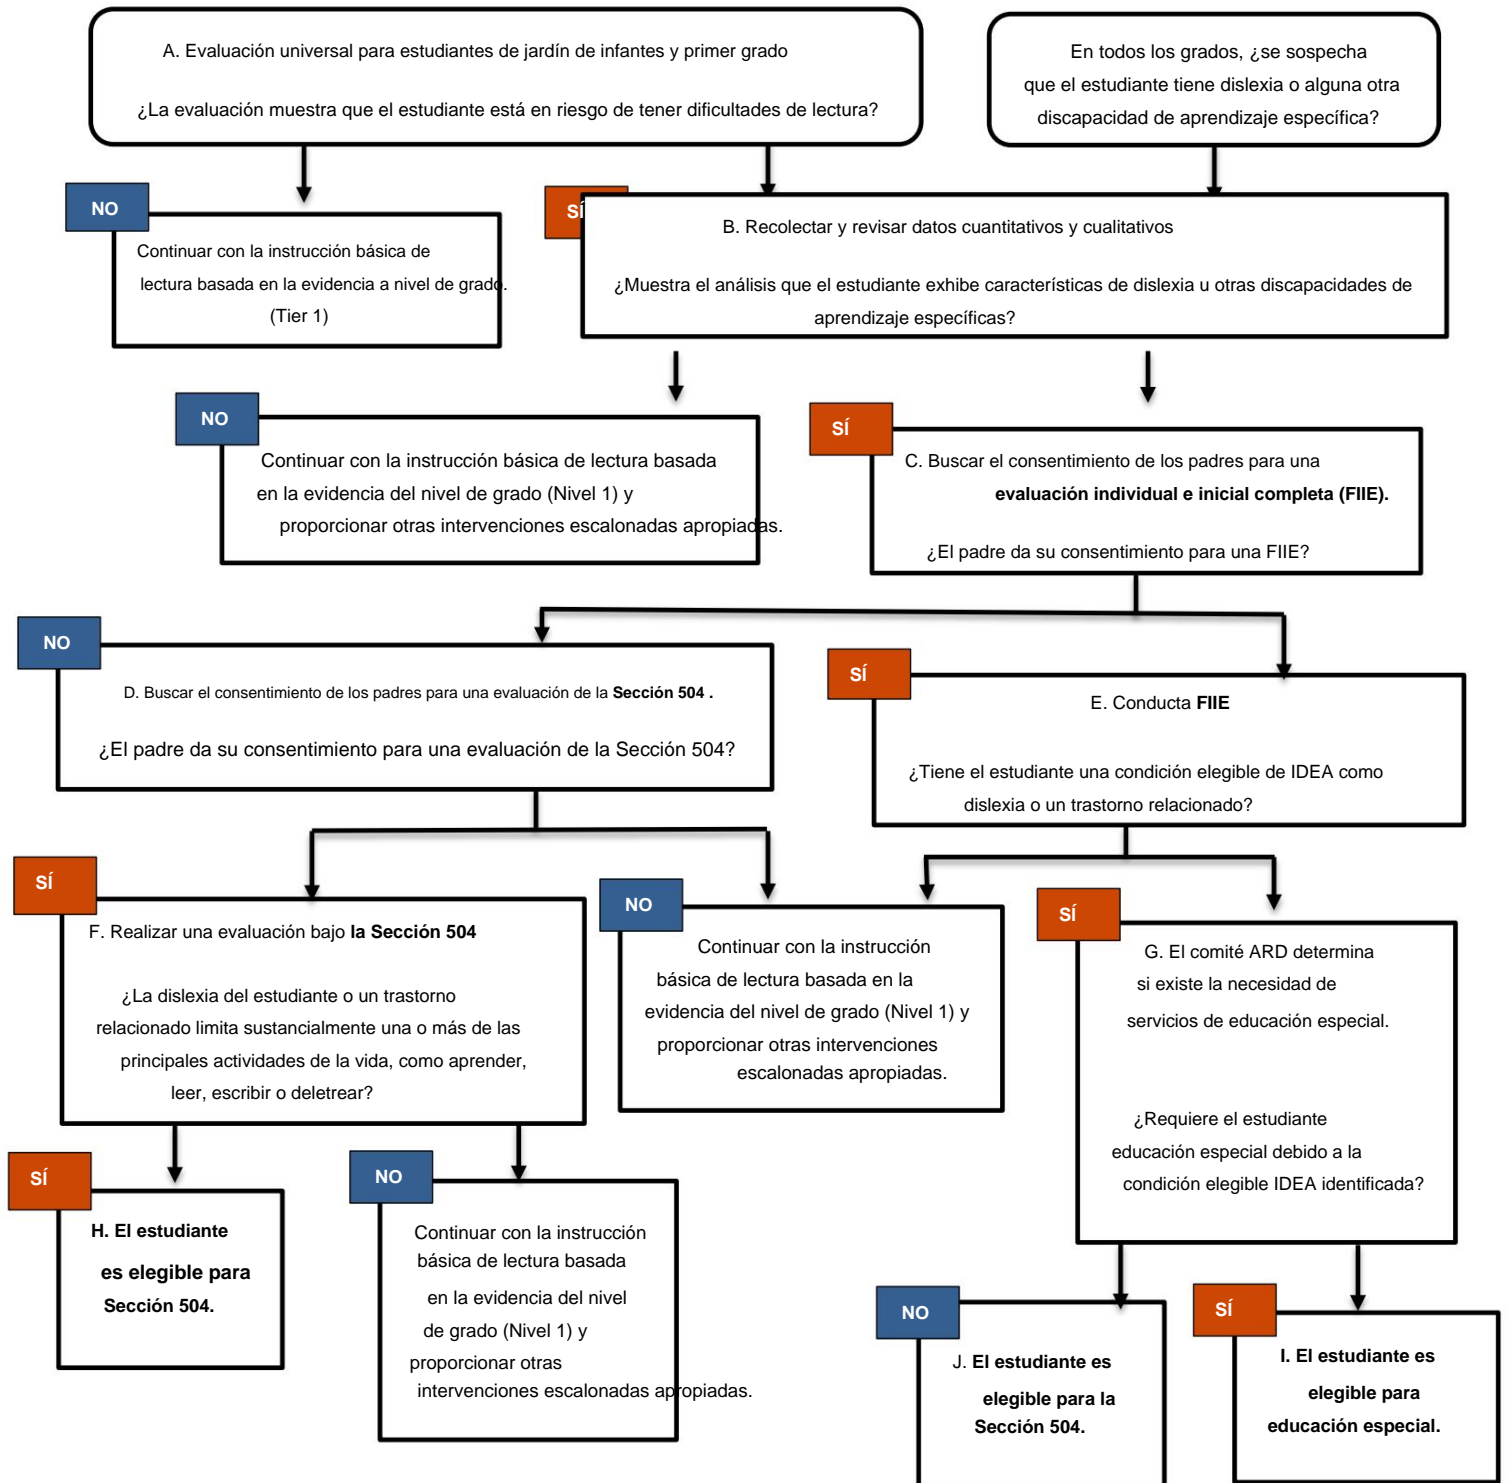 A. Evaluación universal para estudiantes de jardín de infantes y primer grado
¿La evaluación muestra que el estudiante está en riesgo de tener dificultades de lectura?
En todos los grados, ¿se sospecha
que el estudiante tiene dislexia o alguna otra
discapacidad de aprendizaje específica?
NO
Continuar con la instrucción básica de
lectura basada en la evidencia a nivel de grado.
(Tier 1)
SÍ
B. Recolectar y revisar datos cuantitativos y cualitativos
¿Muestra el análisis que el estudiante exhibe características de dislexia u otras discapacidades de
aprendizaje específicas?
NO
Continuar con la instrucción básica de lectura basada
en la evidencia del nivel de grado (Nivel 1) y
proporcionar otras intervenciones escalonadas apropiadas.
SÍ
C. Buscar el consentimiento de los padres para una
evaluación individual e inicial completa (FIIE).
¿El padre da su consentimiento para una FIIE?
NO
D. Buscar el consentimiento de los padres para una evaluación de la Sección 504 .
¿El padre da su consentimiento para una evaluación de la Sección 504?
SÍ
E. Conducta FIIE
¿Tiene el estudiante una condición elegible de IDEA como
dislexia o un trastorno relacionado?
SÍ
F. Realizar una evaluación bajo la Sección 504
¿La dislexia del estudiante o un trastorno
relacionado limita sustancialmente una o más de las
principales actividades de la vida, como aprender,
leer, escribir o deletrear?
NO
Continuar con la instrucción
básica de lectura basada en la
evidencia del nivel de grado (Nivel 1) y
proporcionar otras intervenciones
escalonadas apropiadas.
SÍ
G. El comité ARD determina
si existe la necesidad de
servicios de educación especial.
¿Requiere el estudiante
educación especial debido a la
condición elegible IDEA identificada?
SÍ
H. El estudiante
es elegible para
Sección 504.
NO
Continuar con la instrucción
básica de lectura basada
en la evidencia del nivel
de grado (Nivel 1) y
proporcionar otras
intervenciones escalonadas apropiadas.
NO
J. El estudiante es
elegible para la
Sección 504.
SÍ
I. El estudiante es
elegible para
educación especial.